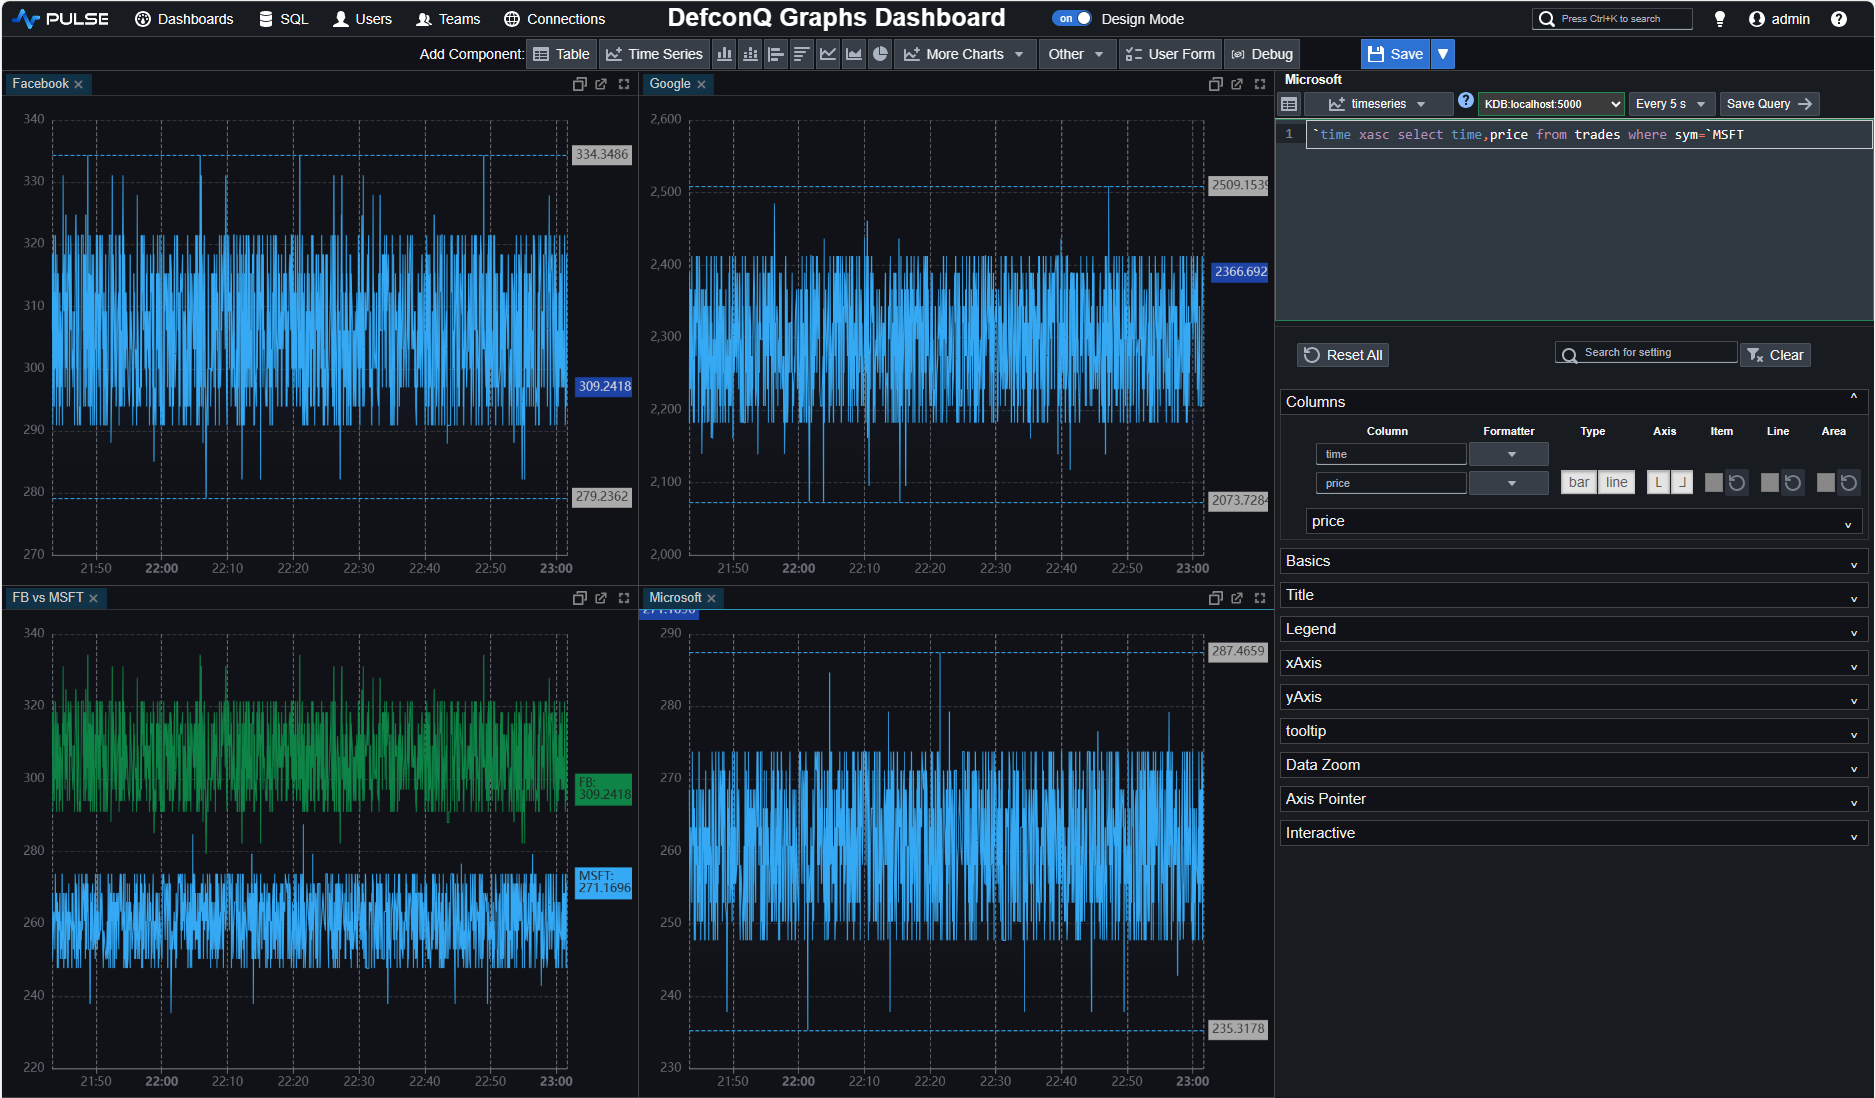 PULSE
Dashboards
SQL
Users
Teams
Connections
DefconQ Graphs Dashboard
on
Design Mode
Press Ctrl+K to search
admin
Add Component:
Table
Time Series
More Charts
Other
User Form
Debug
Save
Facebook
340
330
320
310
300
290
280
270
334.3486
309.2418
279.2362
21:50 22:00 22:10 22:20 22:30 22:40 22:50 23:00
Google
2,600
2,500
2,400
2,300
2,200
2,100
2,000
2509.1539
2366.692
2073.7284
21:50 22:00 22:10 22:20 22:30 22:40 22:50 23:00
FB vs MSFT
340
320
300
280
260
240
220
FB:
309.2418
MSFT:
271.1696
21:50 22:00 22:10 22:20 22:30 22:40 22:50 23:00
Microsoft
271.1696
290
280
270
260
250
240
230
287.4659
235.3178
21:50 22:00 22:10 22:20 22:30 22:40 22:50 23:00
Microsoft
timeseries
KDB:localhost:5000
Every 5 s
Save Query
1
`time xasc select time,price from trades where sym=`MSFT
Reset All
Search for setting
Clear
Columns
Column Formatter Type Axis Item Line Area
time
price
bar line
price
Basics
Title
Legend
xAxis
yAxis
tooltip
Data Zoom
Axis Pointer
Interactive